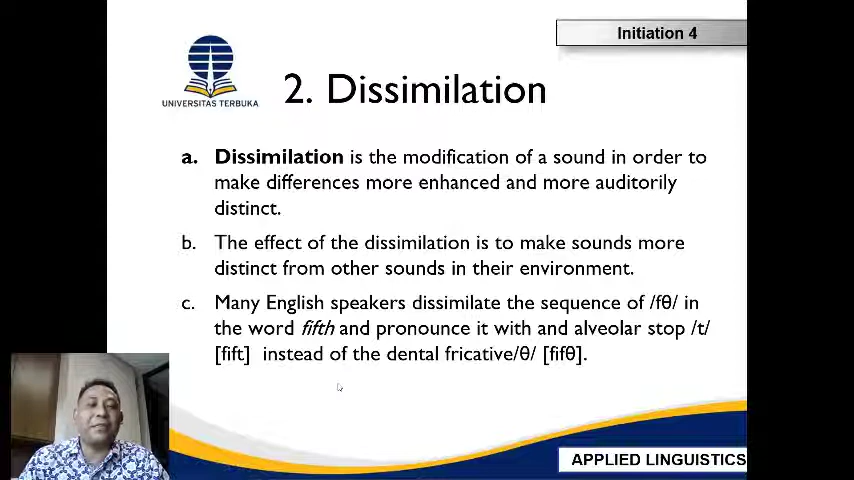 Initiation 4
UNIVERSITAS TERBUKA
2. Dissimilation
a. Dissimilation is the modification of a sound in order to
make differences more enhanced and more auditorily
distinct.
b. The effect of the dissimilation is to make sounds more
distinct from other sounds in their environment.
c. Many English speakers dissimilate the sequence of /fθ/ in
the word fifth and pronounce it with and alveolar stop /t/
[fift] instead of the dental fricative/θ/ [fifθ].
APPLIED LINGUISTICS